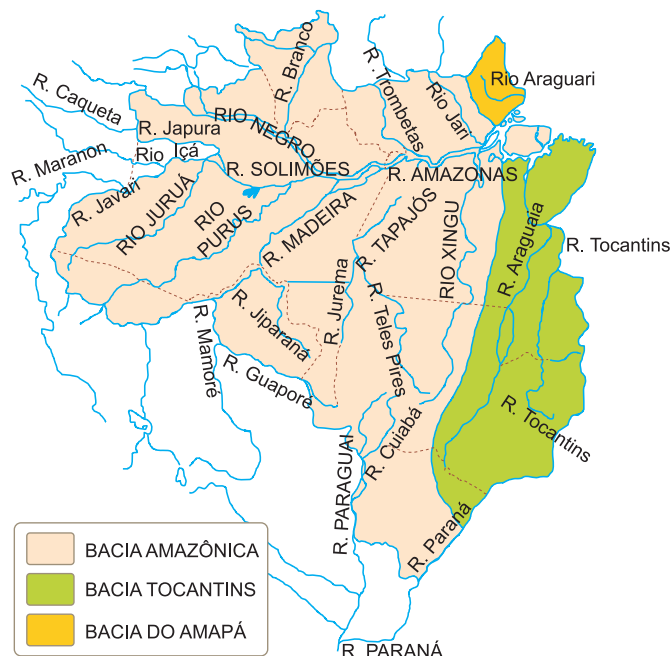 R. Branco
R. Trombetas
Rio Araguari
Rio Jari
R. Caqueta
R. Japura
RIO NEGRO
R. Maranon
Rio Içá
R. SOLIMÕES
R. AMAZONAS
R. Javari
RIO JURUÁ
RIO
PURUS
R. MADEIRA
R. TAPAJÓS
RIO XINGU
R. Araguaia
R. Tocantins
R. Mamoré
R. Jiparaná
R. Jurema
R. Teles Pires
R. Guaporé
R. Cuiabá
R. Tocantins
R. PARAGUAI
R. Paraná
R. PARANÁ
BACIA AMAZÔNICA
BACIA TOCANTINS
BACIA DO AMAPÁ